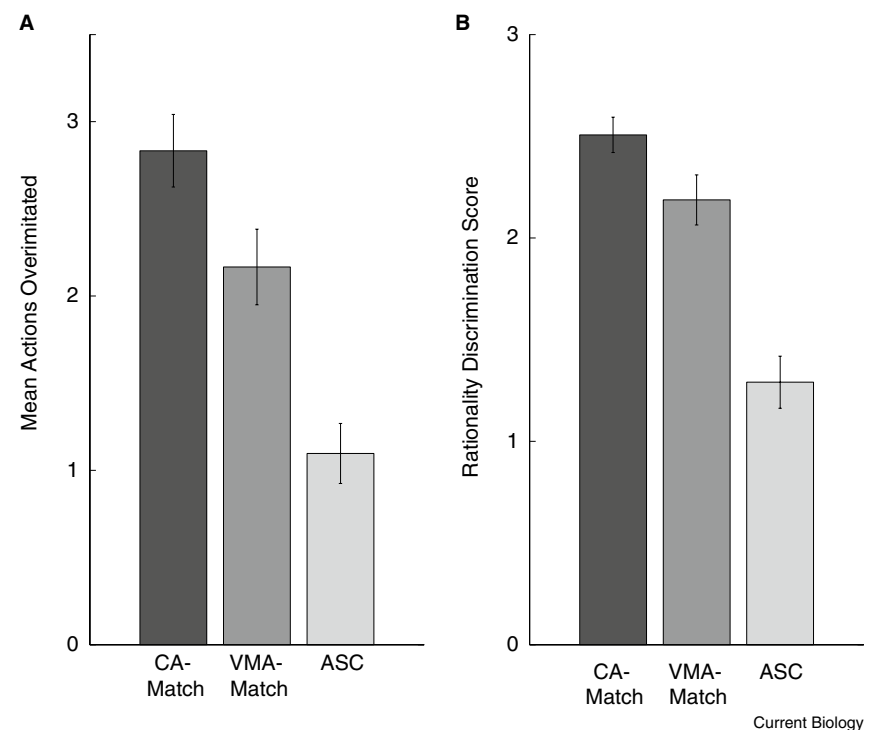 A
Mean Actions Overimitated
3
2
1
0
CA-
Match
VMA-
Match
ASC
B
Rationality Discrimination Score
3
2
1
0
CA-
Match
VMA-
Match
ASC
Current Biology